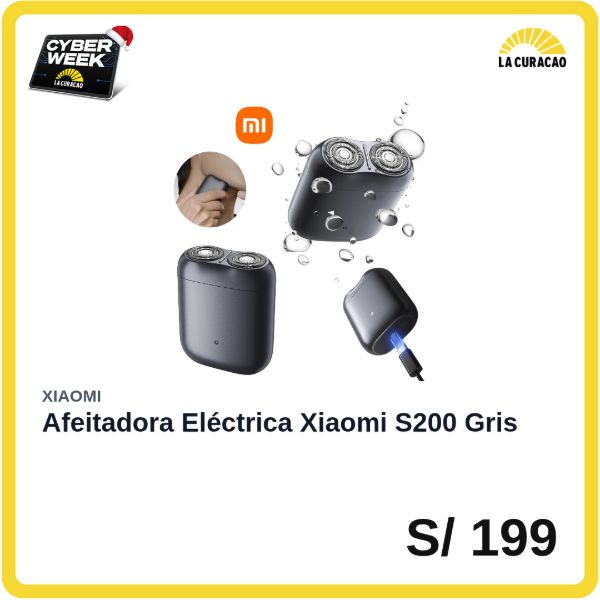 CYBER
WEEK
LA CURACAO
LA CURACAO
mi
XIAOMI
Afeitadora Eléctrica Xiaomi S200 Gris
S/ 199